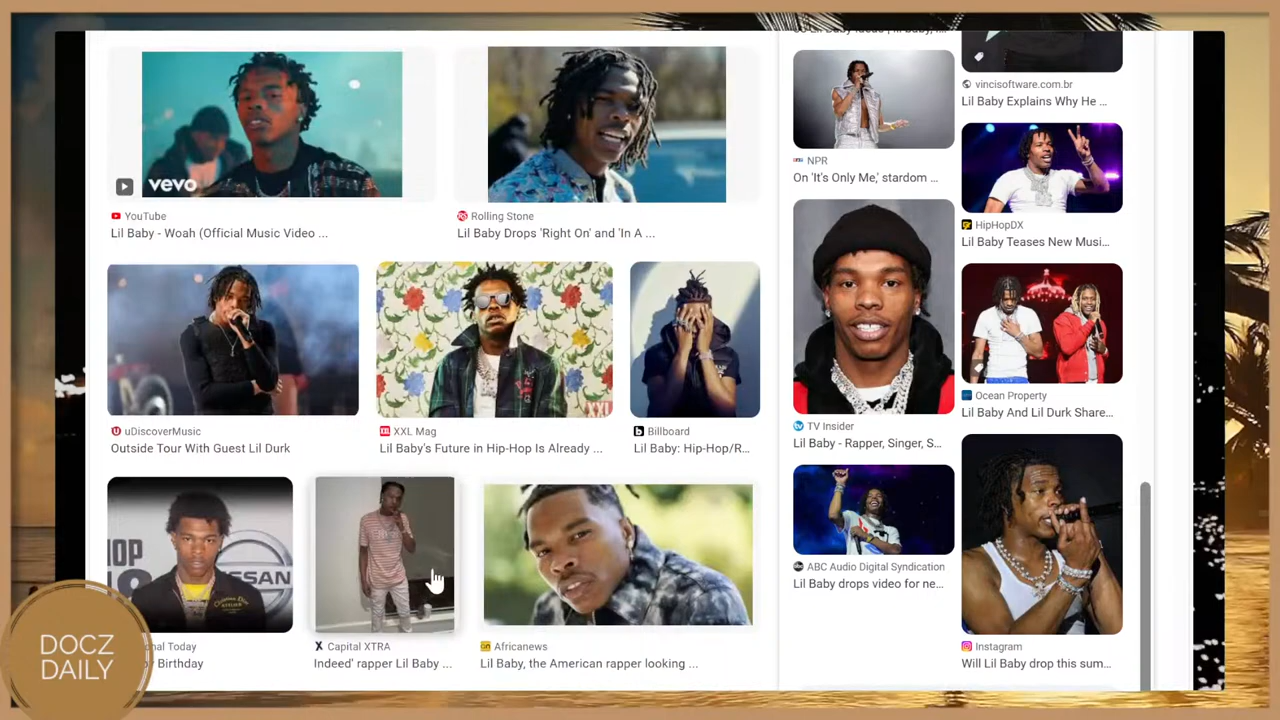 vevo
YouTube
Lil Baby - Woah (Official Music Video ...
Rolling Stone
Lil Baby Drops 'Right On' and 'In A ...
uDiscoverMusic
Outside Tour With Guest Lil Durk
XXL
XXL Mag
Lil Baby's Future in Hip-Hop Is Already ...
Billboard
Lil Baby: Hip-Hop/R...
HOP
NISSAN
nal Today
Birthday
Capital XTRA
Indeed' rapper Lil Baby ...
Africanews
Lil Baby, the American rapper looking ...
NPR
On 'It's Only Me,' stardom ...
TV Insider
Lil Baby - Rapper, Singer, S...
ABC Audio Digital Syndication
Lil Baby drops video for ne...
vincisoftware.com.br
Lil Baby Explains Why He ...
HipHopDX
Lil Baby Teases New Musi...
Ocean Property
Lil Baby And Lil Durk Share...
Instagram
Will Lil Baby drop this sum...
DOCZ
DAILY